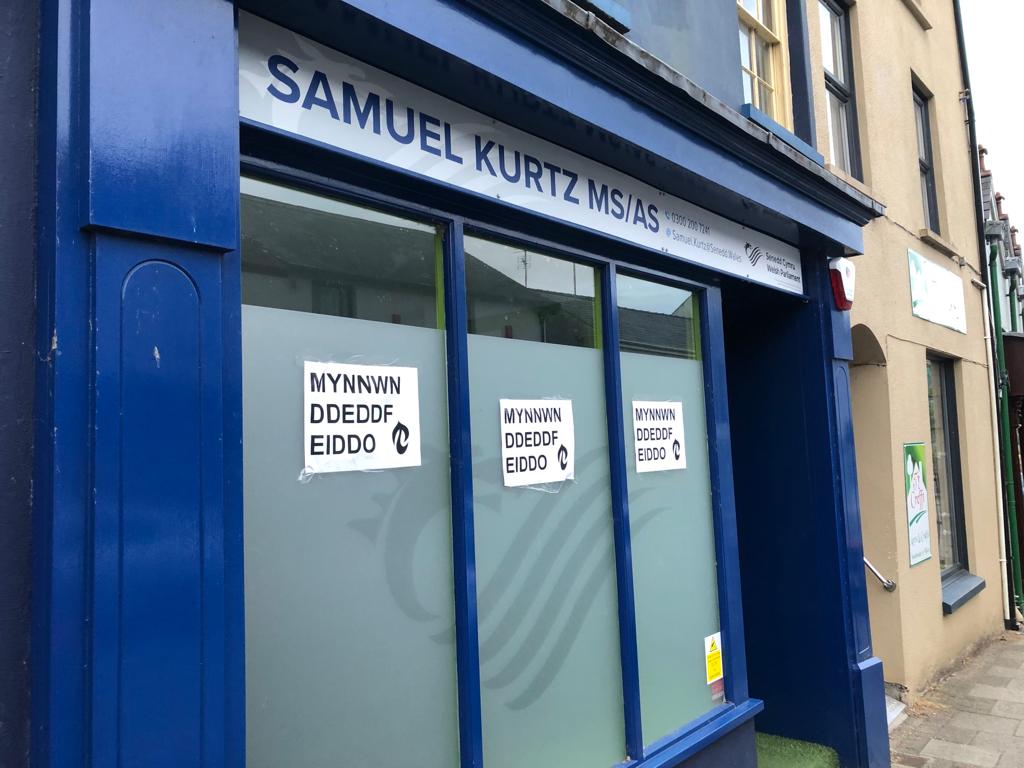 SAMUEL KURTZ MS/AS
0300 200 7241
Samuel.Kurtz@Senedd.Wales
Senedd Cymru
Welsh Parliament
MYNNWN
DDEDDF
EIDDO
MYNNWN
DDEDDF
EIDDO
MYNNWN
DDEDDF
EIDDO